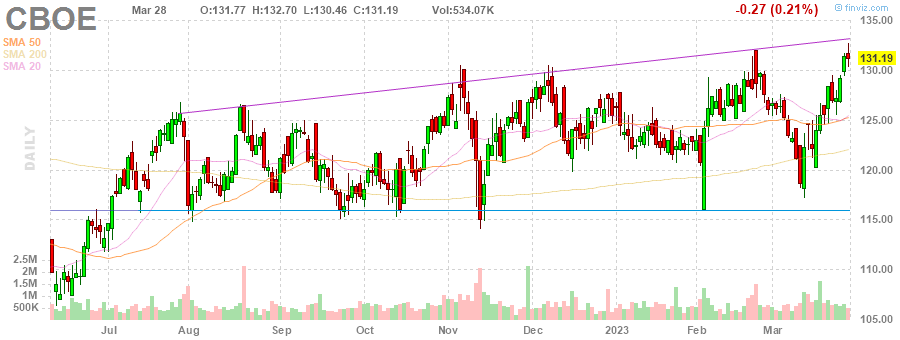 CBOE Mar 28 O:131.77 H:132.70 L:130.46 C:131.19 Vol:534.07K -0.27 (0.21%) © finviz.com
SMA 50
SMA 200
SMA 20
DAILY
135.00
131.19
130.00
125.00
120.00
115.00
110.00
105.00
2.5M
2M
1.5M
1M
500K
Jul Aug Sep Oct Nov Dec 2023 Feb Mar